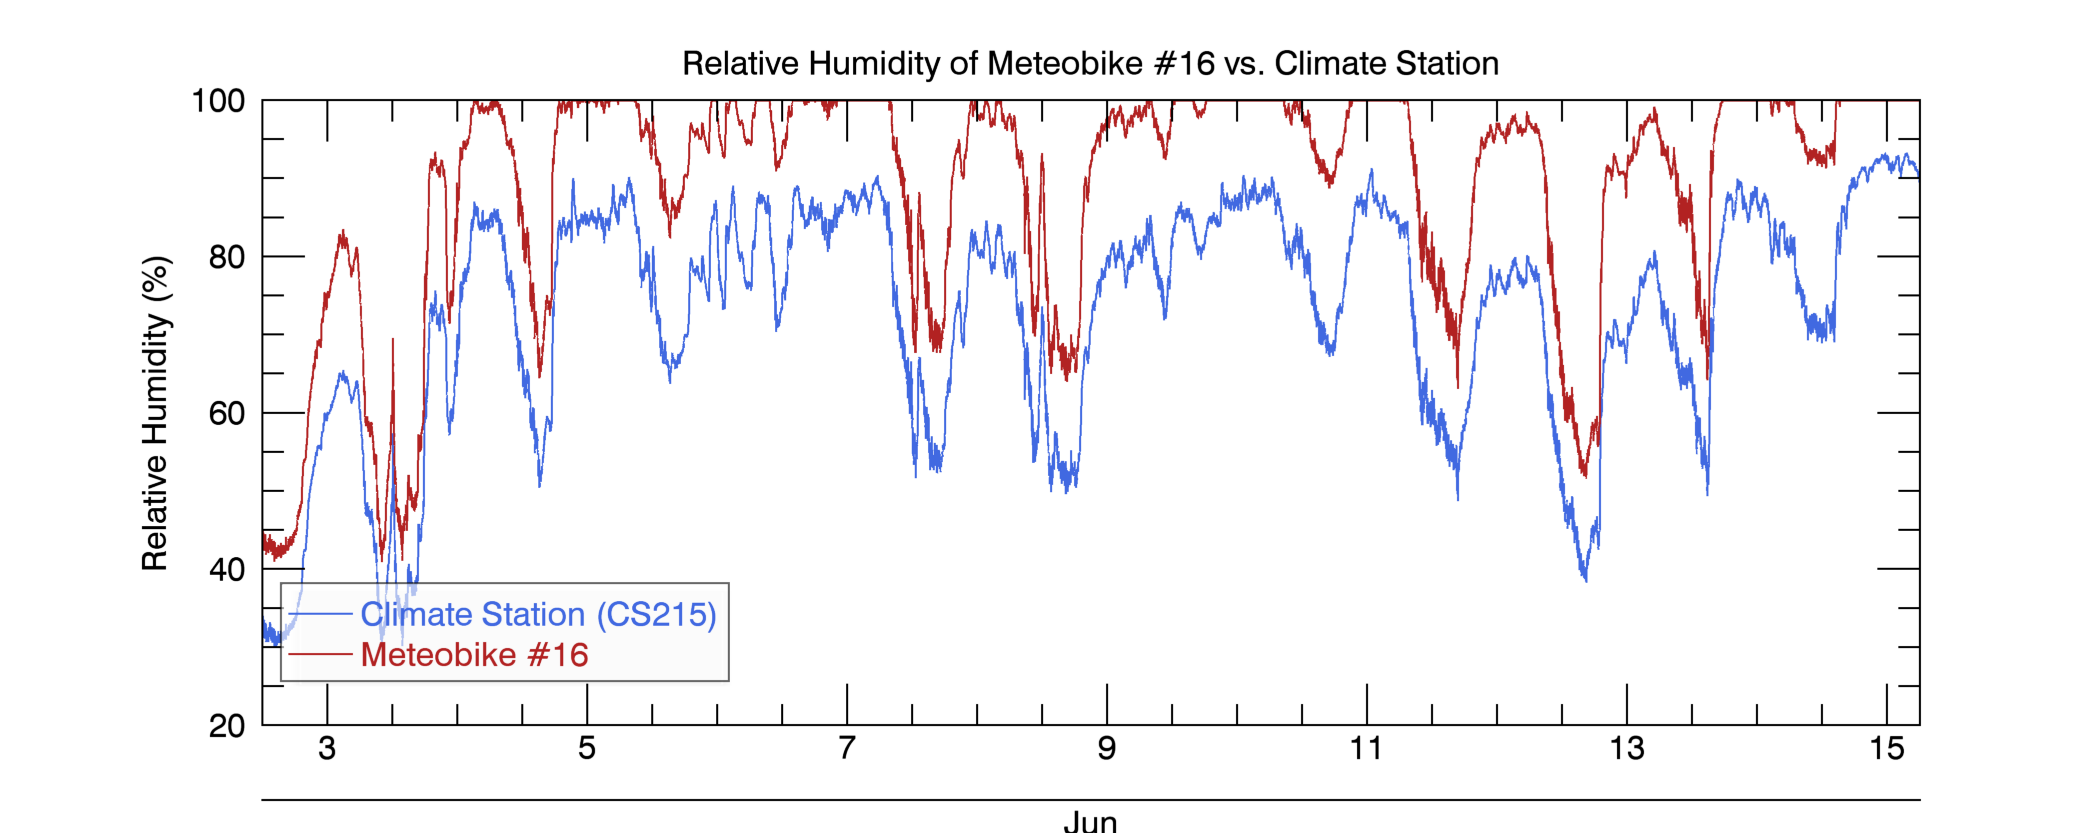 Relative Humidity of Meteobike #16 vs. Climate Station
Relative Humidity (%)
100
80
60
40
20
Climate Station (CS215)
Meteobike #16
3 5 7 9 11 13 15
Jun